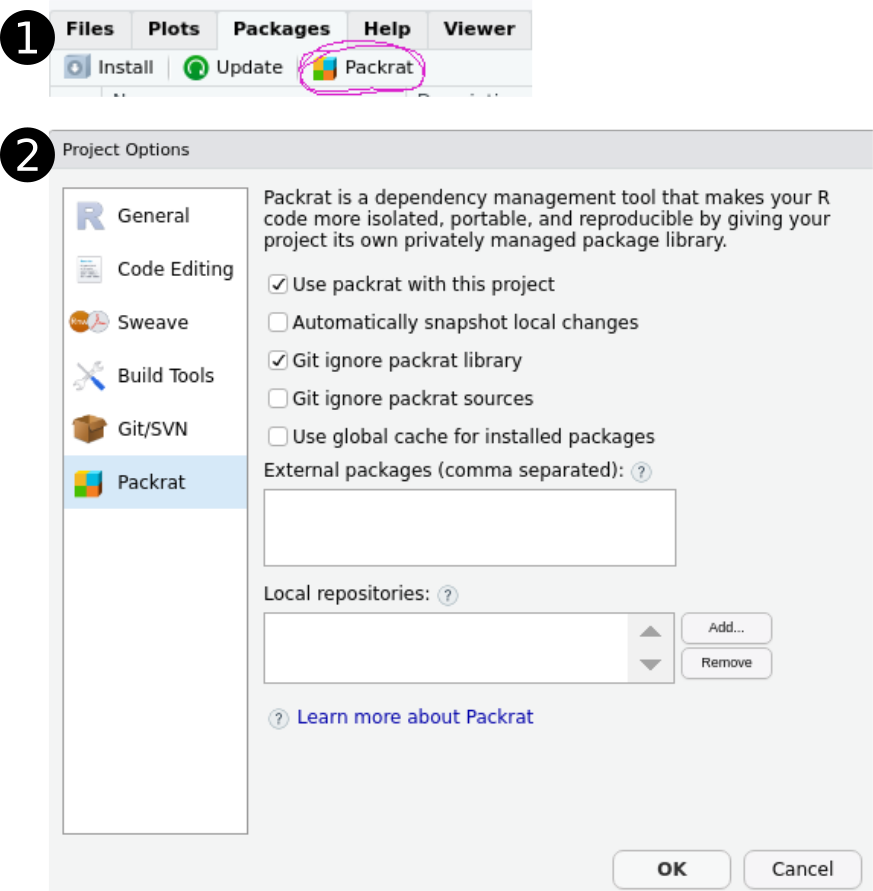 1
Files Plots Packages Help Viewer
Install Update Packrat
2
Project Options
General
Code Editing
Sweave
Build Tools
Git/SVN
Packrat
Packrat is a dependency management tool that makes your R
code more isolated, portable, and reproducible by giving your
project its own privately managed package library.
Use packrat with this project
Automatically snapshot local changes
Git ignore packrat library
Git ignore packrat sources
Use global cache for installed packages
External packages (comma separated): ?
Local repositories: ?
Add...
Remove
? Learn more about Packrat
OK Cancel